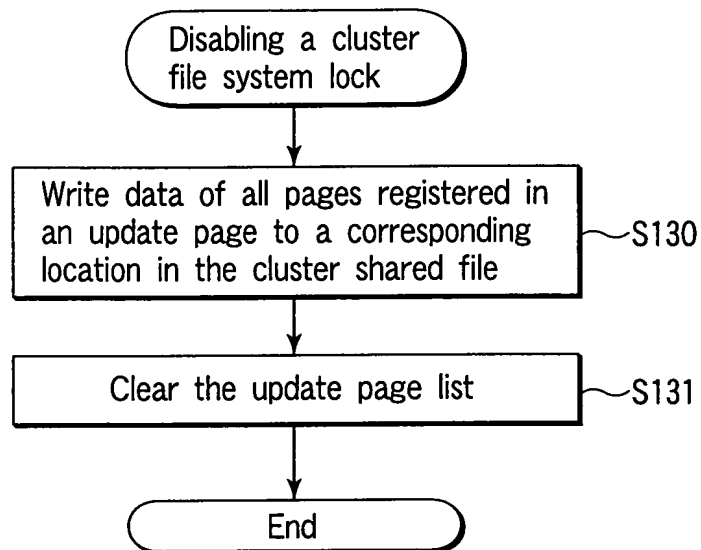 Disabling a cluster
file system lock
Write data of all pages registered in
an update page to a corresponding
location in the cluster shared file
S130
Clear the update page list
S131
End